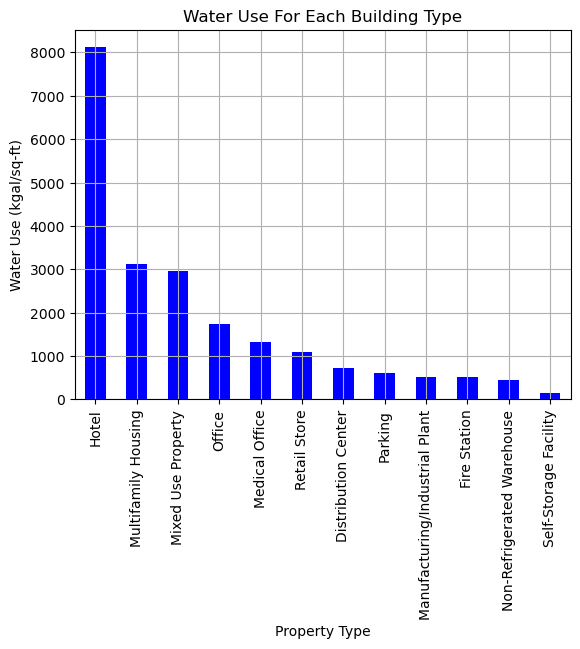 Water Use For Each Building Type
8000
7000
6000
5000
4000
3000
2000
1000
0
Water Use (kgal/sq-ft)
Hotel
Multifamily Housing
Mixed Use Property
Office
Medical Office
Retail Store
Distribution Center
Parking
Manufacturing/Industrial Plant
Fire Station
Non-Refrigerated Warehouse
Self-Storage Facility
Property Type